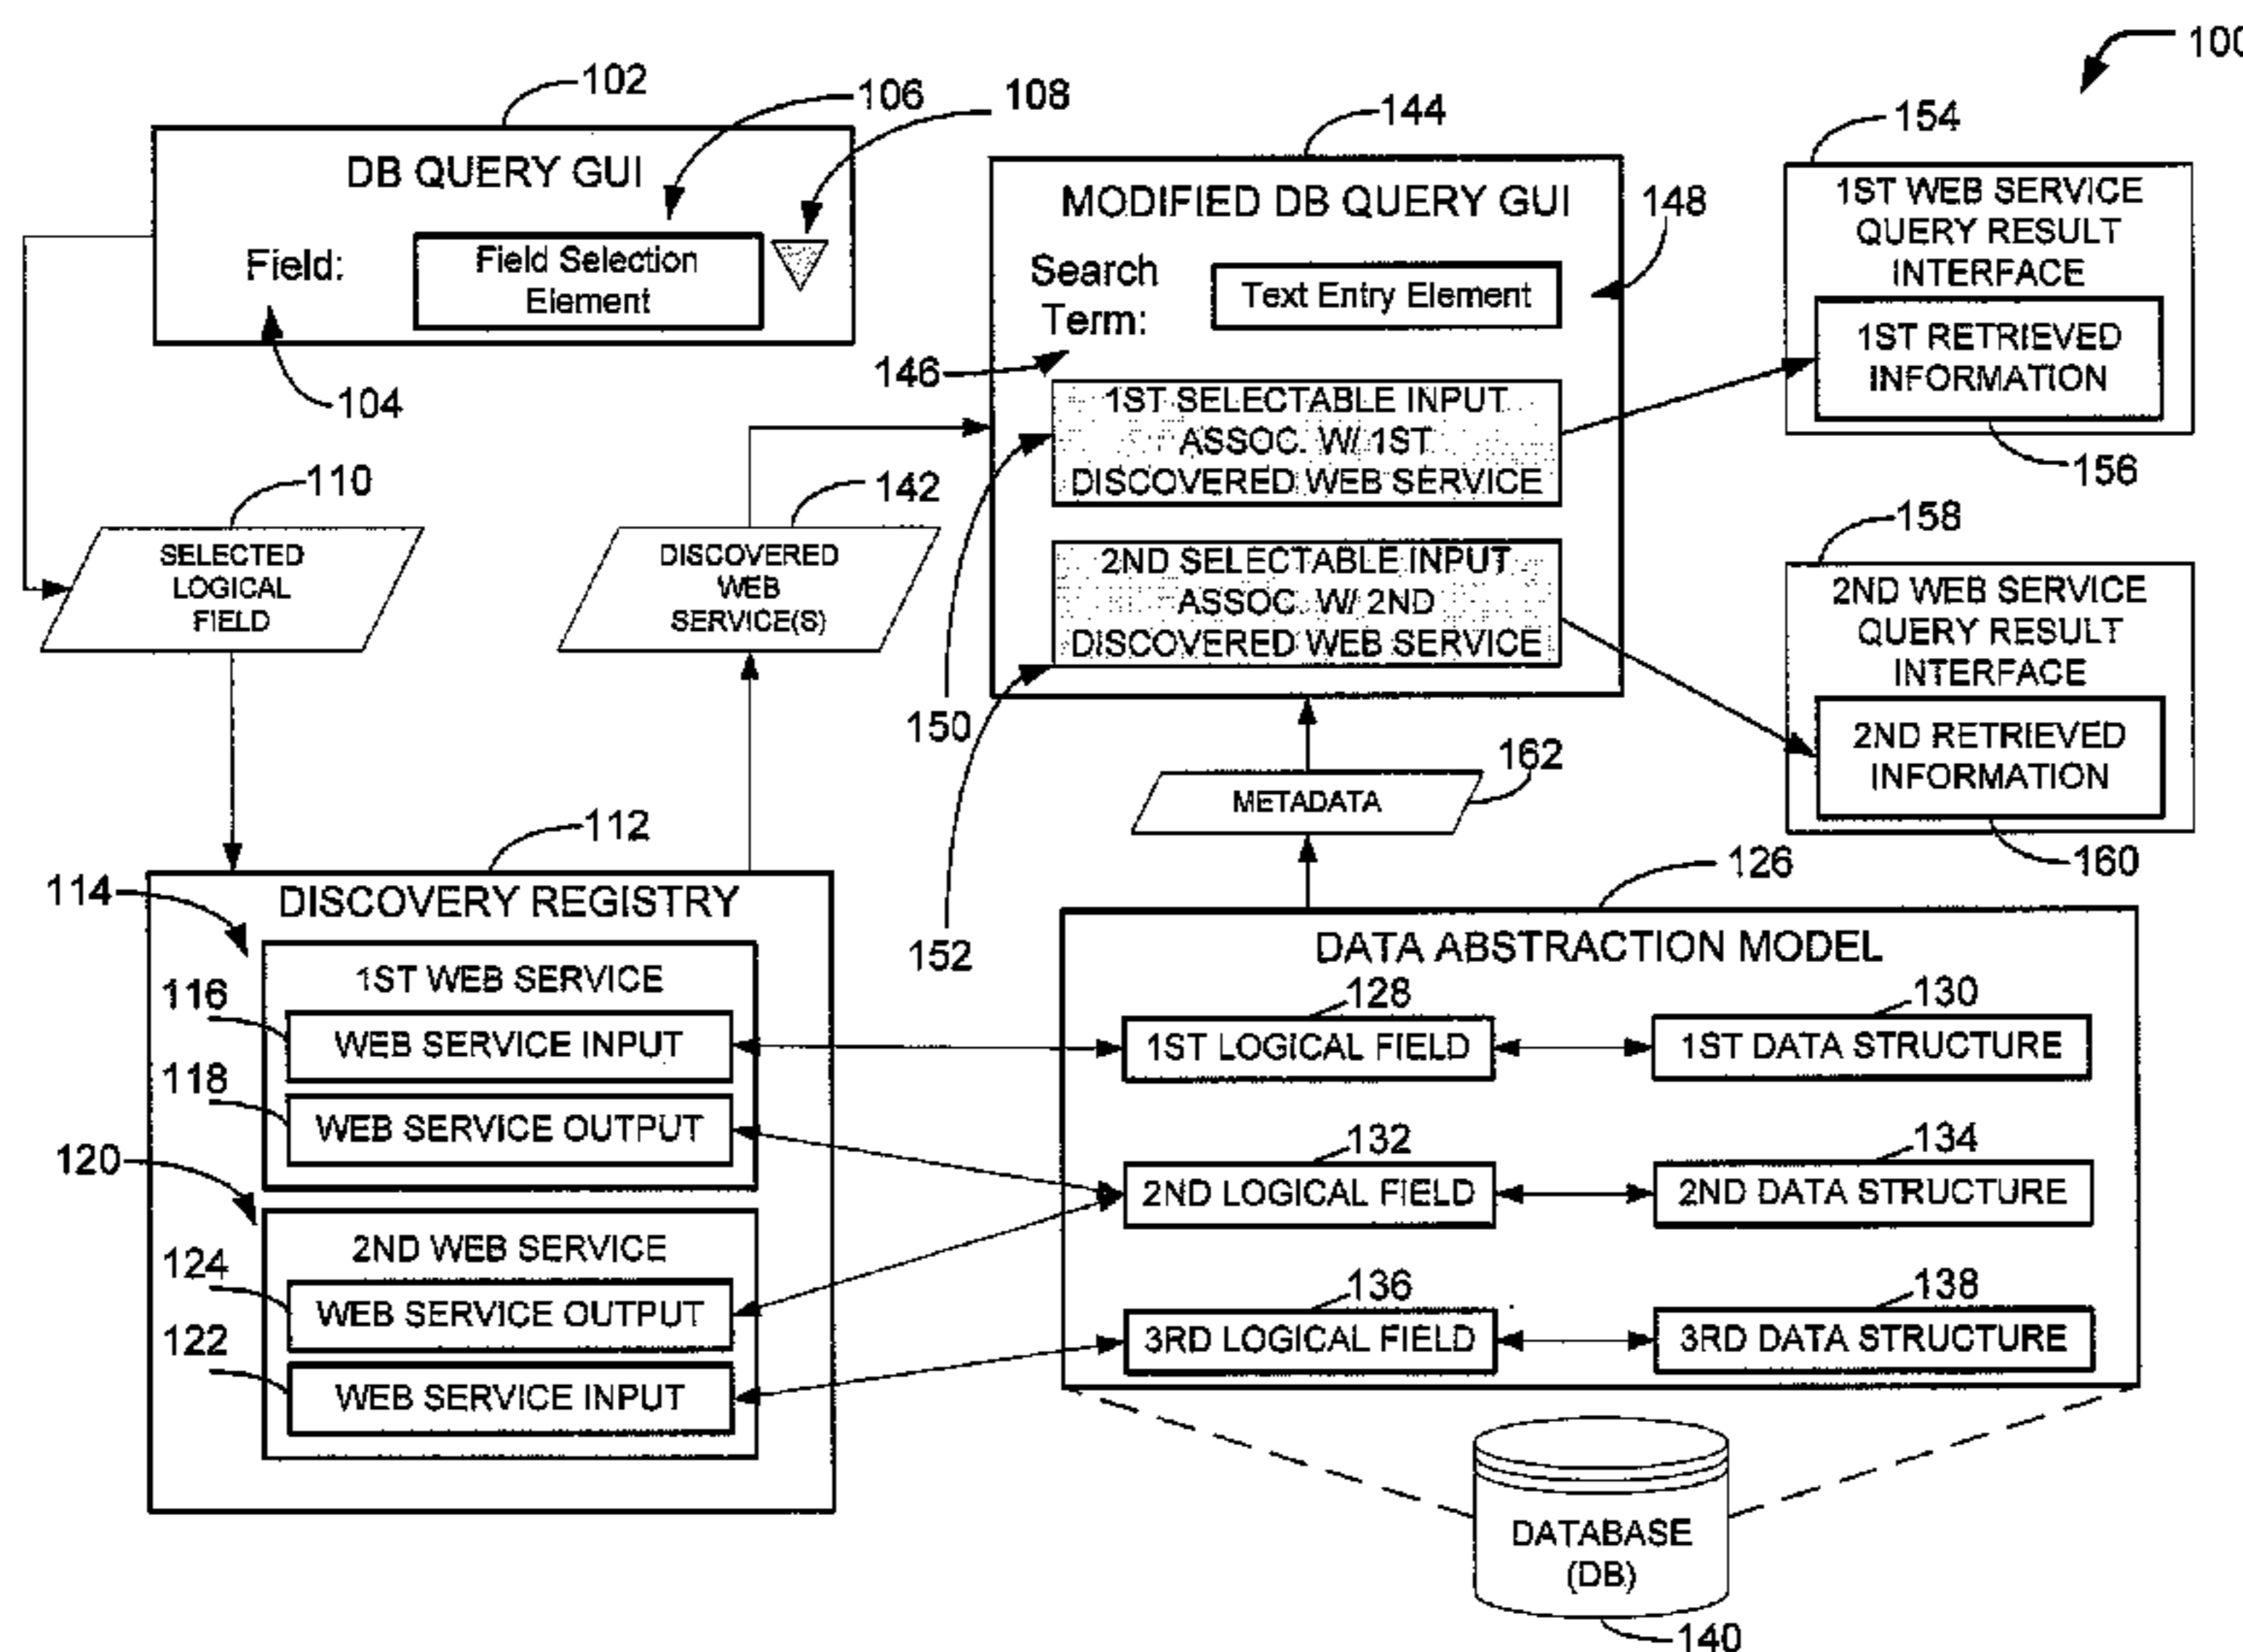 100
102
106
108
DB QUERY GUI
Field:
Field Selection
Element
104
144
MODIFIED DB QUERY GUI
148
Search
Term:
Text Entry Element
146
1ST SELECTABLE INPUT
ASSOC. W/ 1ST
DISCOVERED WEB SERVICE
2ND SELECTABLE INPUT
ASSOC. W/ 2ND
DISCOVERED WEB SERVICE
150
152
154
1ST WEB SERVICE
QUERY RESULT
INTERFACE
1ST RETRIEVED
INFORMATION
156
158
2ND WEB SERVICE
QUERY RESULT
INTERFACE
2ND RETRIEVED
INFORMATION
160
110
SELECTED
LOGICAL
FIELD
142
DISCOVERED
WEB
SERVICE(S)
162
METADATA
112
DISCOVERY REGISTRY
114
1ST WEB SERVICE
116
WEB SERVICE INPUT
118
WEB SERVICE OUTPUT
120
2ND WEB SERVICE
124
WEB SERVICE OUTPUT
122
WEB SERVICE INPUT
126
DATA ABSTRACTION MODEL
128
1ST LOGICAL FIELD
130
1ST DATA STRUCTURE
132
2ND LOGICAL FIELD
134
2ND DATA STRUCTURE
136
3RD LOGICAL FIELD
138
3RD DATA STRUCTURE
DATABASE
(DB)
140